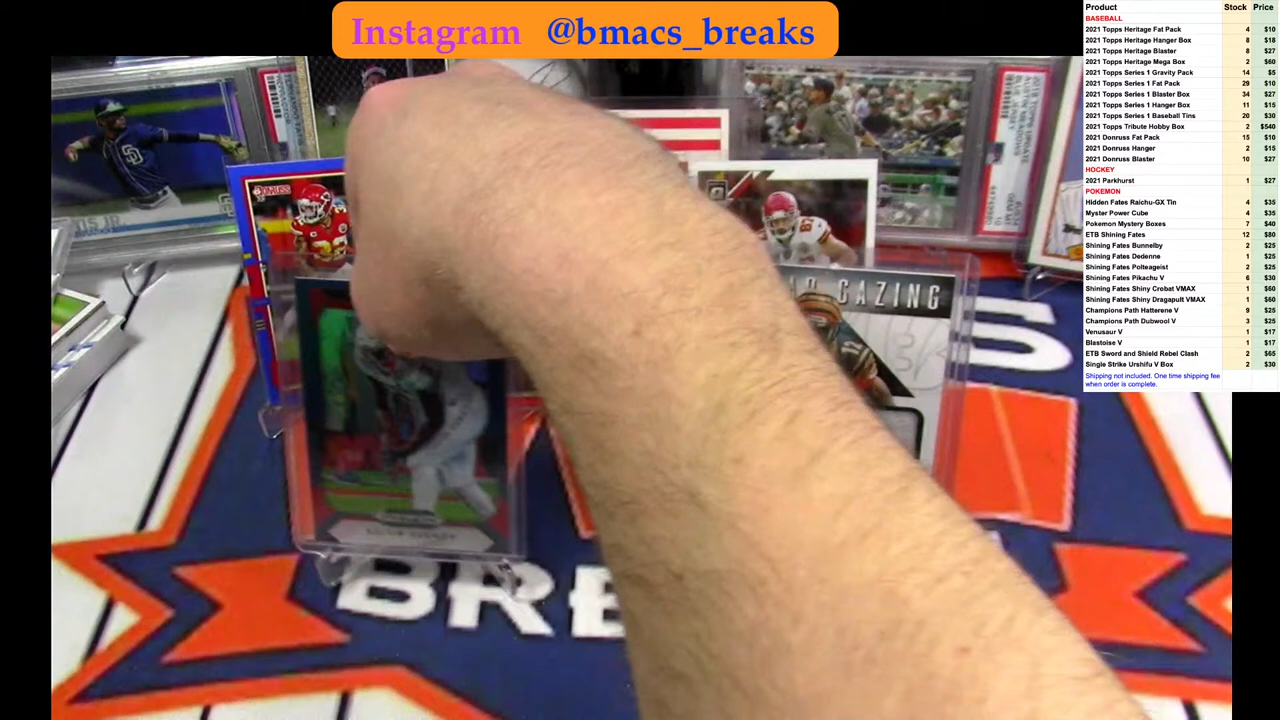 Instagram @bmacs_breaks
Product Stock Price
BASEBALL
2021 Topps Heritage Fat Pack 4 $10
2021 Topps Heritage Hanger Box 8 $18
2021 Topps Heritage Blaster 8 $27
2021 Topps Heritage Mega Box 2 $60
2021 Topps Series 1 Gravity Pack 14 $5
2021 Topps Series 1 Fat Pack 29 $10
2021 Topps Series 1 Blaster Box 34 $27
2021 Topps Series 1 Hanger Box 11 $15
2021 Topps Series 1 Baseball Tins 20 $30
2021 Topps Tribute Hobby Box 2 $540
2021 Donruss Fat Pack 15 $10
2021 Donruss Hanger 2 $15
2021 Donruss Blaster 10 $27
HOCKEY
2021 Parkhurst 1 $27
POKEMON
Hidden Fates Raichu-GX Tin 4 $35
Myster Power Cube 4 $35
Pokemon Mystery Boxes 7 $40
ETB Shining Fates 12 $80
Shining Fates Bunnelby 2 $25
Shining Fates Dedenne 1 $25
Shining Fates Polteageist 2 $25
Shining Fates Pikachu V 6 $30
Shining Fates Shiny Crobat VMAX 1 $60
Shining Fates Shiny Dragapult VMAX 1 $60
Champions Path Hatterene V 9 $25
Champions Path Dubwool V 3 $25
Venusaur V 1 $17
Blastoise V 1 $17
ETB Sword and Shield Rebel Clash 2 $65
Single Strike Urshifu V Box 2 $30
Shipping not included. One time shipping fee
when order is complete.
SD
DONRUSS
87
GAZING
S
BRE